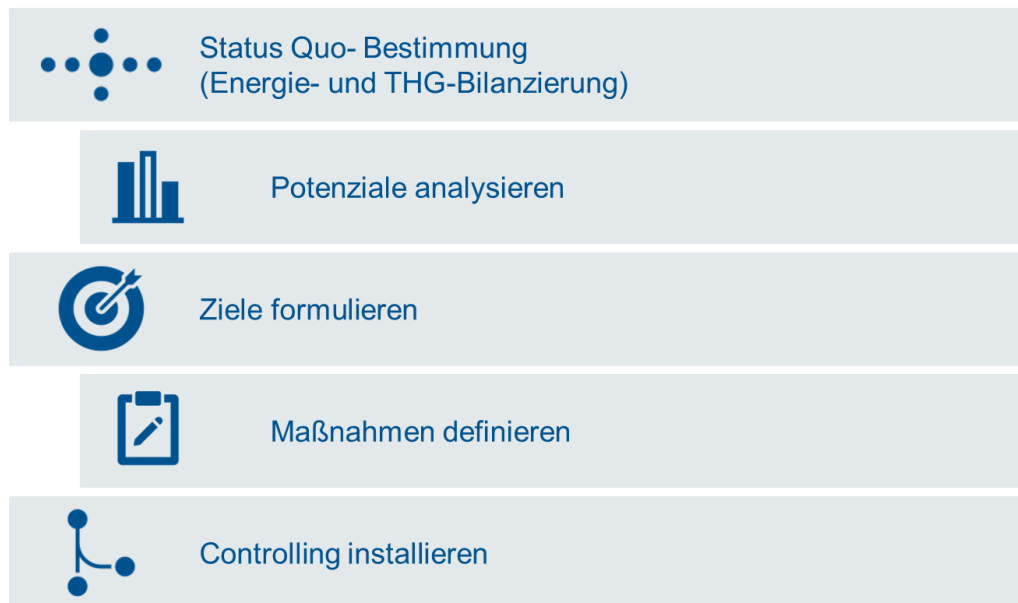 Status Quo- Bestimmung
(Energie- und THG-Bilanzierung)
Potenziale analysieren
Ziele formulieren
Maßnahmen definieren
Controlling installieren